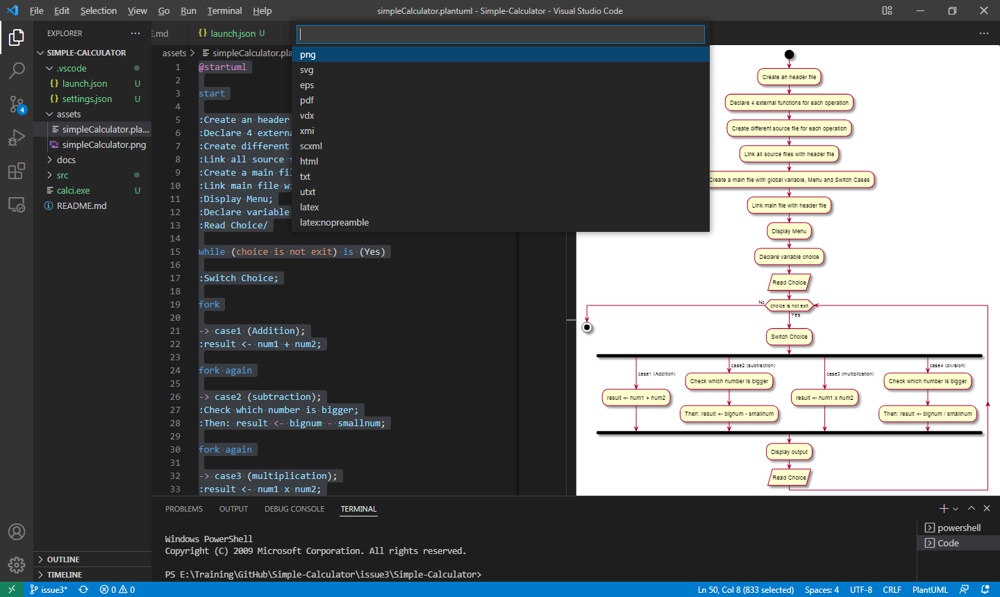 File Edit Selection View Go Run Terminal Help
simpleCalculator.plantuml - Simple-Calculator - Visual Studio Code
EXPLORER
SIMPLE-CALCULATOR
.vscode
launch.json U
settings.json U
assets
simpleCalculator.pla...
simpleCalculator.png
docs
src
calci.exe U
README.md
OUTLINE
TIMELINE
4
E.md
launch.json U
assets > simpleCalculator.pla
png
svg
eps
pdf
vdx
xmi
scxml
html
txt
utxt
latex
latex:nopreamble
1 @startuml
2
3 start
4
5 :Create an header
6 :Declare 4 externa
7 :Create different
8 :Link all source
9 :Create a main fil
10 :Link main file wi
11 :Display Menu;
12 :Declare variable
13 :Read Choice/
14
15 while (choice is not exit) is (Yes)
16
17 :Switch Choice;
18
19 fork
20
21 -> case1 (Addition);
22 :result <- num1 + num2;
23
24 fork again
25
26 -> case2 (subtraction);
27 :Check which number is bigger;
28 :Then: result <- bignum - smallnum;
29
30 fork again
31
32 -> case3 (multiplication);
33 :result <- num1 x num2;
Create an header file
Declare 4 external functions for each operation
Create different source file for each operation
Link all source files with header file
Create a main file with global variable, Menu and Switch Cases
Link main file with header file
Display Menu
Declare variable choice
Read Choice
No
choice is not exit
Yes
Switch Choice
case1 (Addition)
result <- num1 + num2
case2 (subtraction)
Check which number is bigger
Then: result <- bignum - smallnum
case3 (multiplication)
result <- num1 x num2
case4 (division)
Check which number is bigger
Then: result <- bignum / smallnum
Display output
Read Choice
PROBLEMS OUTPUT DEBUG CONSOLE TERMINAL
Windows PowerShell
Copyright (C) 2009 Microsoft Corporation. All rights reserved.
PS E:\Training\GitHub\Simple-Calculator\issue3\Simple-Calculator>
powershell
Code
issue3* 0 0
Ln 50, Col 8 (833 selected) Spaces: 4 UTF-8 CRLF PlantUML